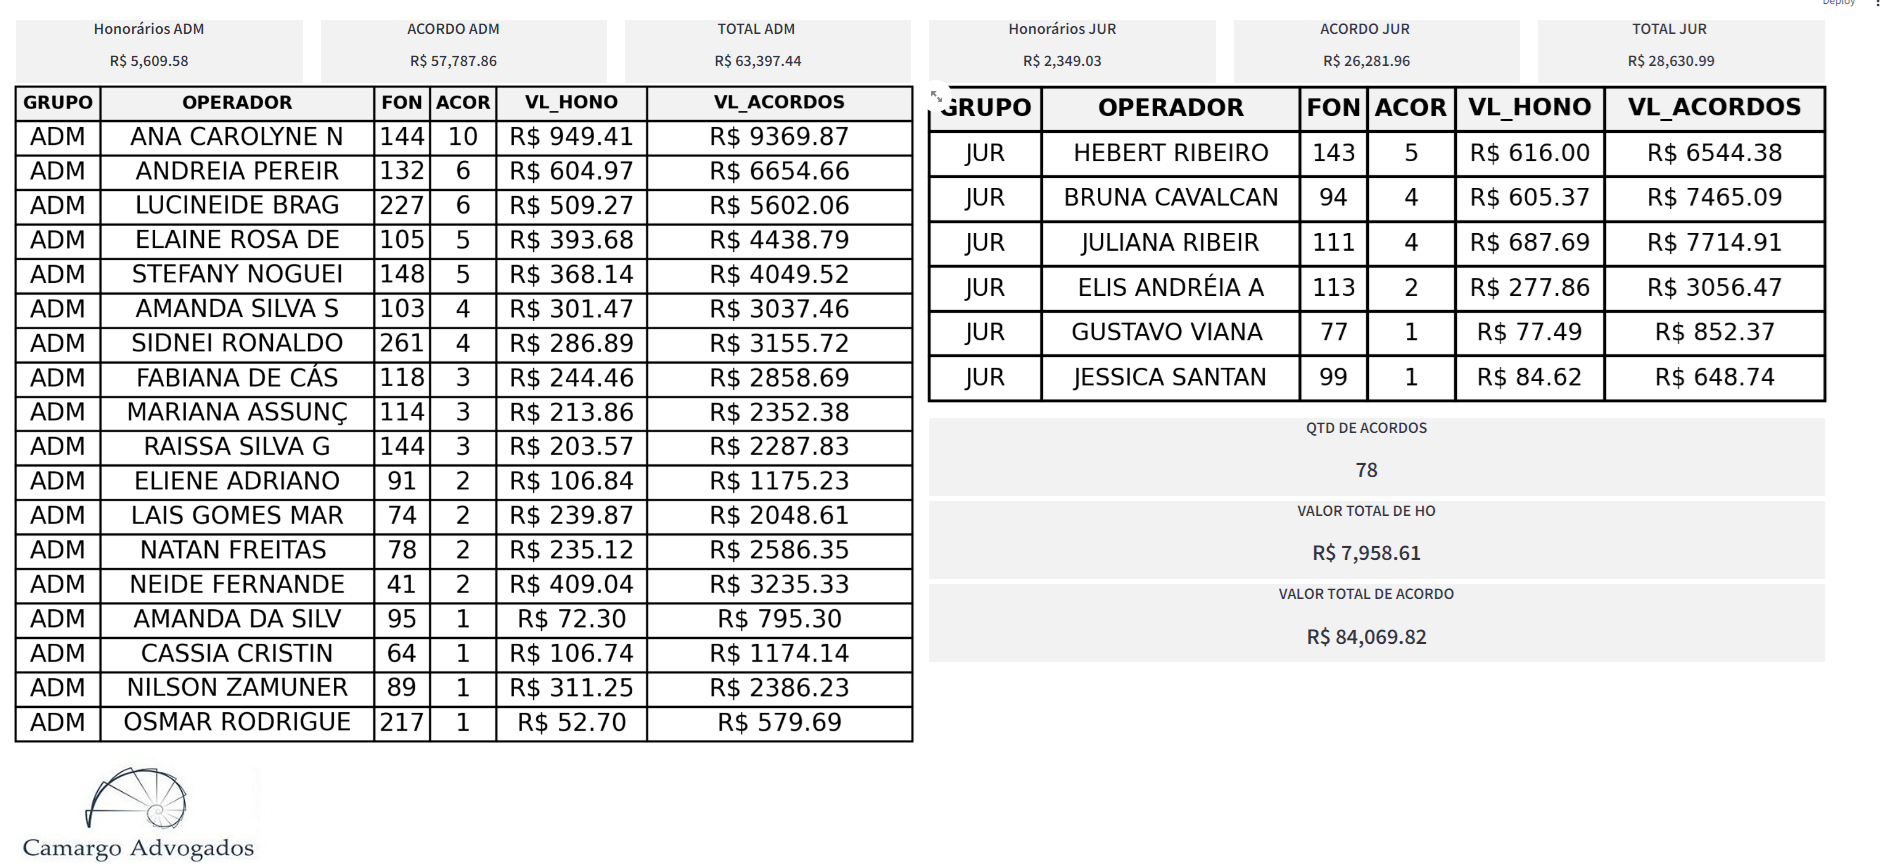 Deploy
Honorários ADM
R$ 5,609.58
ACORDO ADM
R$ 57,787.86
TOTAL ADM
R$ 63,397.44
Honorários JUR
R$ 2,349.03
ACORDO JUR
R$ 26,281.96
TOTAL JUR
R$ 28,630.99
GRUPO OPERADOR FON ACOR VL_HONO VL_ACORDOS
ADM ANA CAROLYNE N 144 10 R$ 949.41 R$ 9369.87
ADM ANDREIA PEREIR 132 6 R$ 604.97 R$ 6654.66
ADM LUCINEIDE BRAG 227 6 R$ 509.27 R$ 5602.06
ADM ELAINE ROSA DE 105 5 R$ 393.68 R$ 4438.79
ADM STEFANY NOGUEI 148 5 R$ 368.14 R$ 4049.52
ADM AMANDA SILVA S 103 4 R$ 301.47 R$ 3037.46
ADM SIDNEI RONALDO 261 4 R$ 286.89 R$ 3155.72
ADM FABIANA DE CÁS 118 3 R$ 244.46 R$ 2858.69
ADM MARIANA ASSUNÇ 114 3 R$ 213.86 R$ 2352.38
ADM RAISSA SILVA G 144 3 R$ 203.57 R$ 2287.83
ADM ELIENE ADRIANO 91 2 R$ 106.84 R$ 1175.23
ADM LAIS GOMES MAR 74 2 R$ 239.87 R$ 2048.61
ADM NATAN FREITAS 78 2 R$ 235.12 R$ 2586.35
ADM NEIDE FERNANDE 41 2 R$ 409.04 R$ 3235.33
ADM AMANDA DA SILV 95 1 R$ 72.30 R$ 795.30
ADM CASSIA CRISTIN 64 1 R$ 106.74 R$ 1174.14
ADM NILSON ZAMUNER 89 1 R$ 311.25 R$ 2386.23
ADM OSMAR RODRIGUE 217 1 R$ 52.70 R$ 579.69
GRUPO OPERADOR FON ACOR VL_HONO VL_ACORDOS
JUR HEBERT RIBEIRO 143 5 R$ 616.00 R$ 6544.38
JUR BRUNA CAVALCAN 94 4 R$ 605.37 R$ 7465.09
JUR JULIANA RIBEIR 111 4 R$ 687.69 R$ 7714.91
JUR ELIS ANDRÉIA A 113 2 R$ 277.86 R$ 3056.47
JUR GUSTAVO VIANA 77 1 R$ 77.49 R$ 852.37
JUR JESSICA SANTAN 99 1 R$ 84.62 R$ 648.74
QTD DE ACORDOS
78
VALOR TOTAL DE HO
R$ 7,958.61
VALOR TOTAL DE ACORDO
R$ 84,069.82
Camargo Advogados